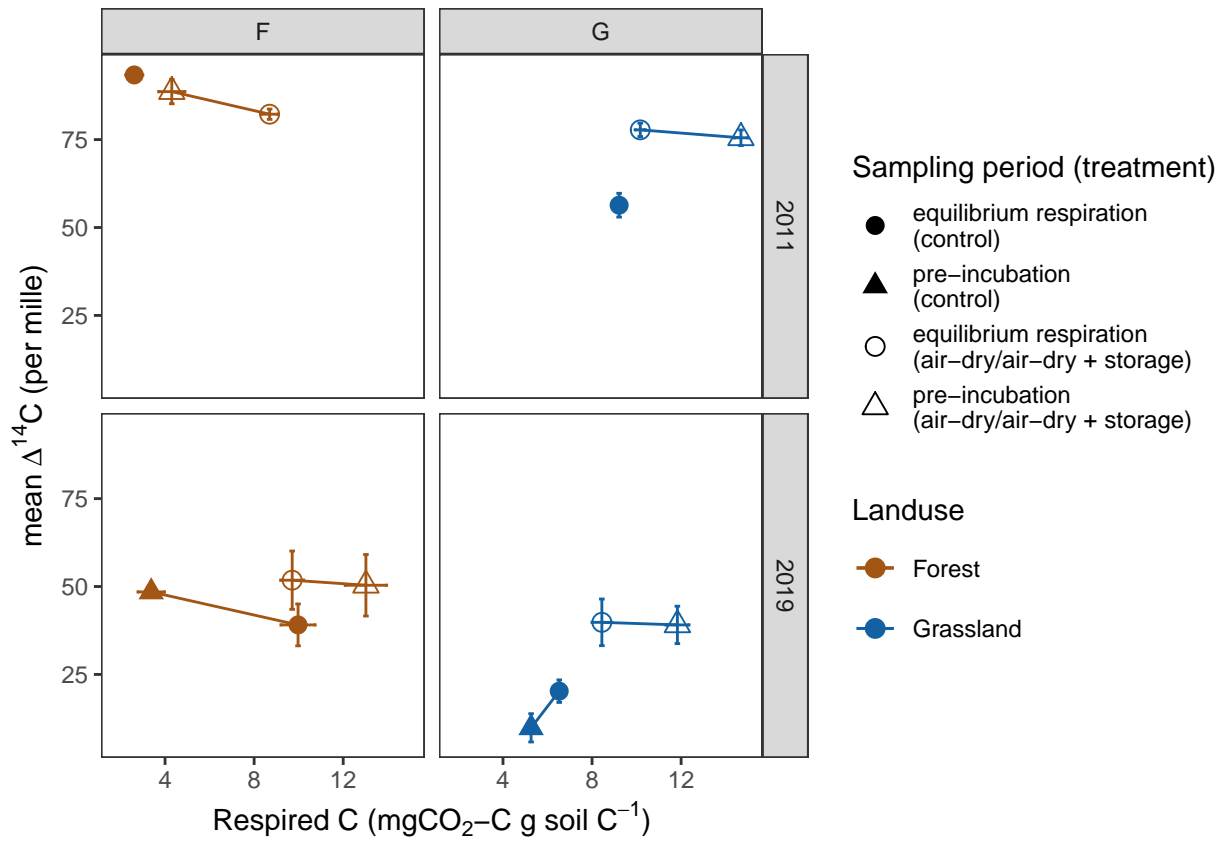 F
G
75
50
25
2011
75
50
25
2019
4
8
12
4
8
12
mean Δ¹⁴C (per mille)
Respired C (mgCO₂−C g soil C⁻¹)
Sampling period (treatment)
equilibrium respiration
(control)
pre−incubation
(control)
equilibrium respiration
(air−dry/air−dry + storage)
pre−incubation
(air−dry/air−dry + storage)
Landuse
Forest
Grassland